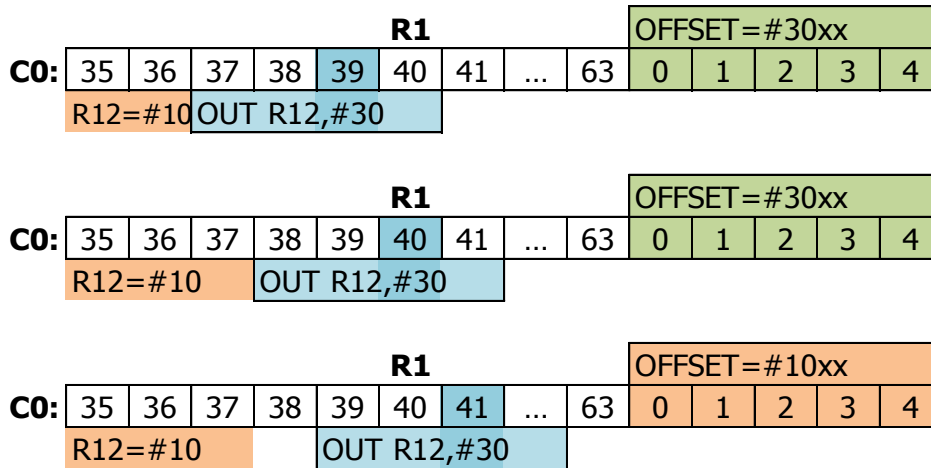 R1 OFFSET=#30xx
C0: 35 36 37 38 39 40 41 … 63 0 1 2 3 4
R12=#10 OUT R12,#30
R1 OFFSET=#30xx
C0: 35 36 37 38 39 40 41 … 63 0 1 2 3 4
R12=#10 OUT R12,#30
R1 OFFSET=#10xx
C0: 35 36 37 38 39 40 41 … 63 0 1 2 3 4
R12=#10 OUT R12,#30